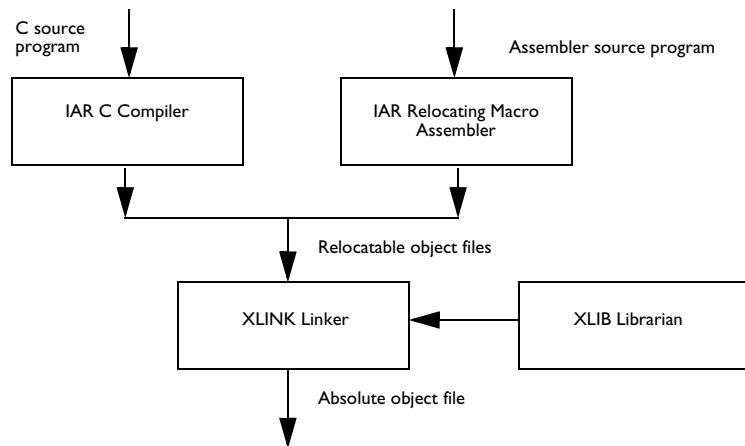 C source
program
Assembler source program
IAR C Compiler
IAR Relocating Macro
Assembler
Relocatable object files
XLINK Linker
XLIB Librarian
Absolute object file